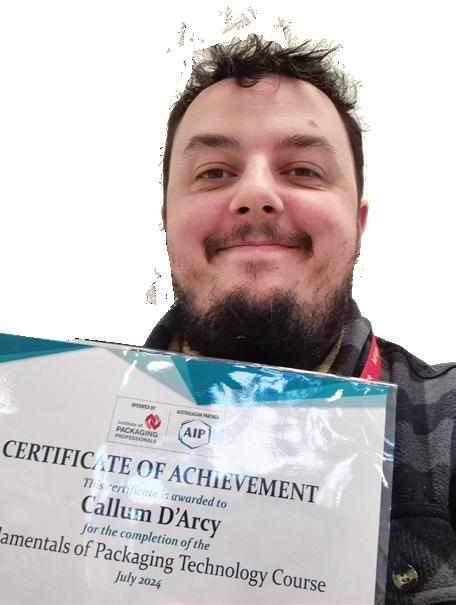 OPERATED BY
Institute of
PACKAGING
PROFESSIONALS
AUSTRALASIAN PARTNER
AIP
CERTIFICATE OF ACHIEVEMENT
This certificate is awarded to
Callum D'Arcy
for the completion of the
lamentals of Packaging Technology Course
July 2024